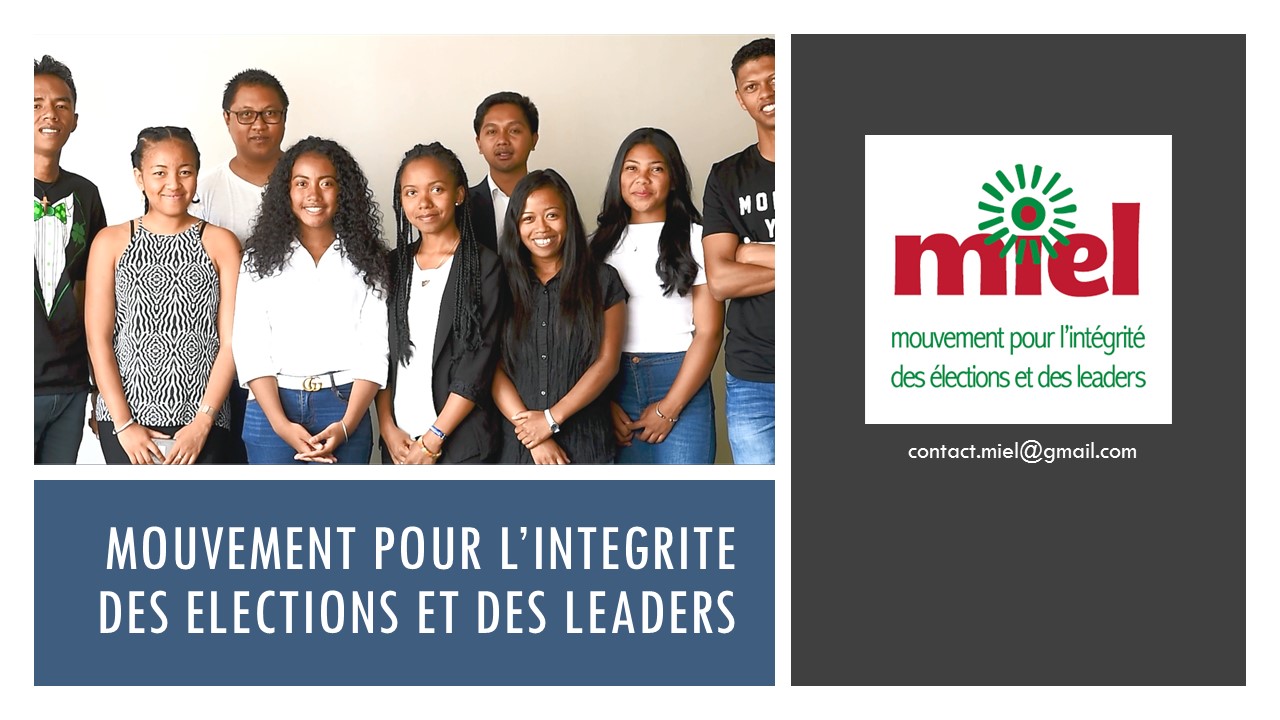 MO
Y
miel
mouvement pour l'intégrité
des élections et des leaders
contact.miel@gmail.com
MOUVEMENT POUR L’INTEGRITE
DES ELECTIONS ET DES LEADERS